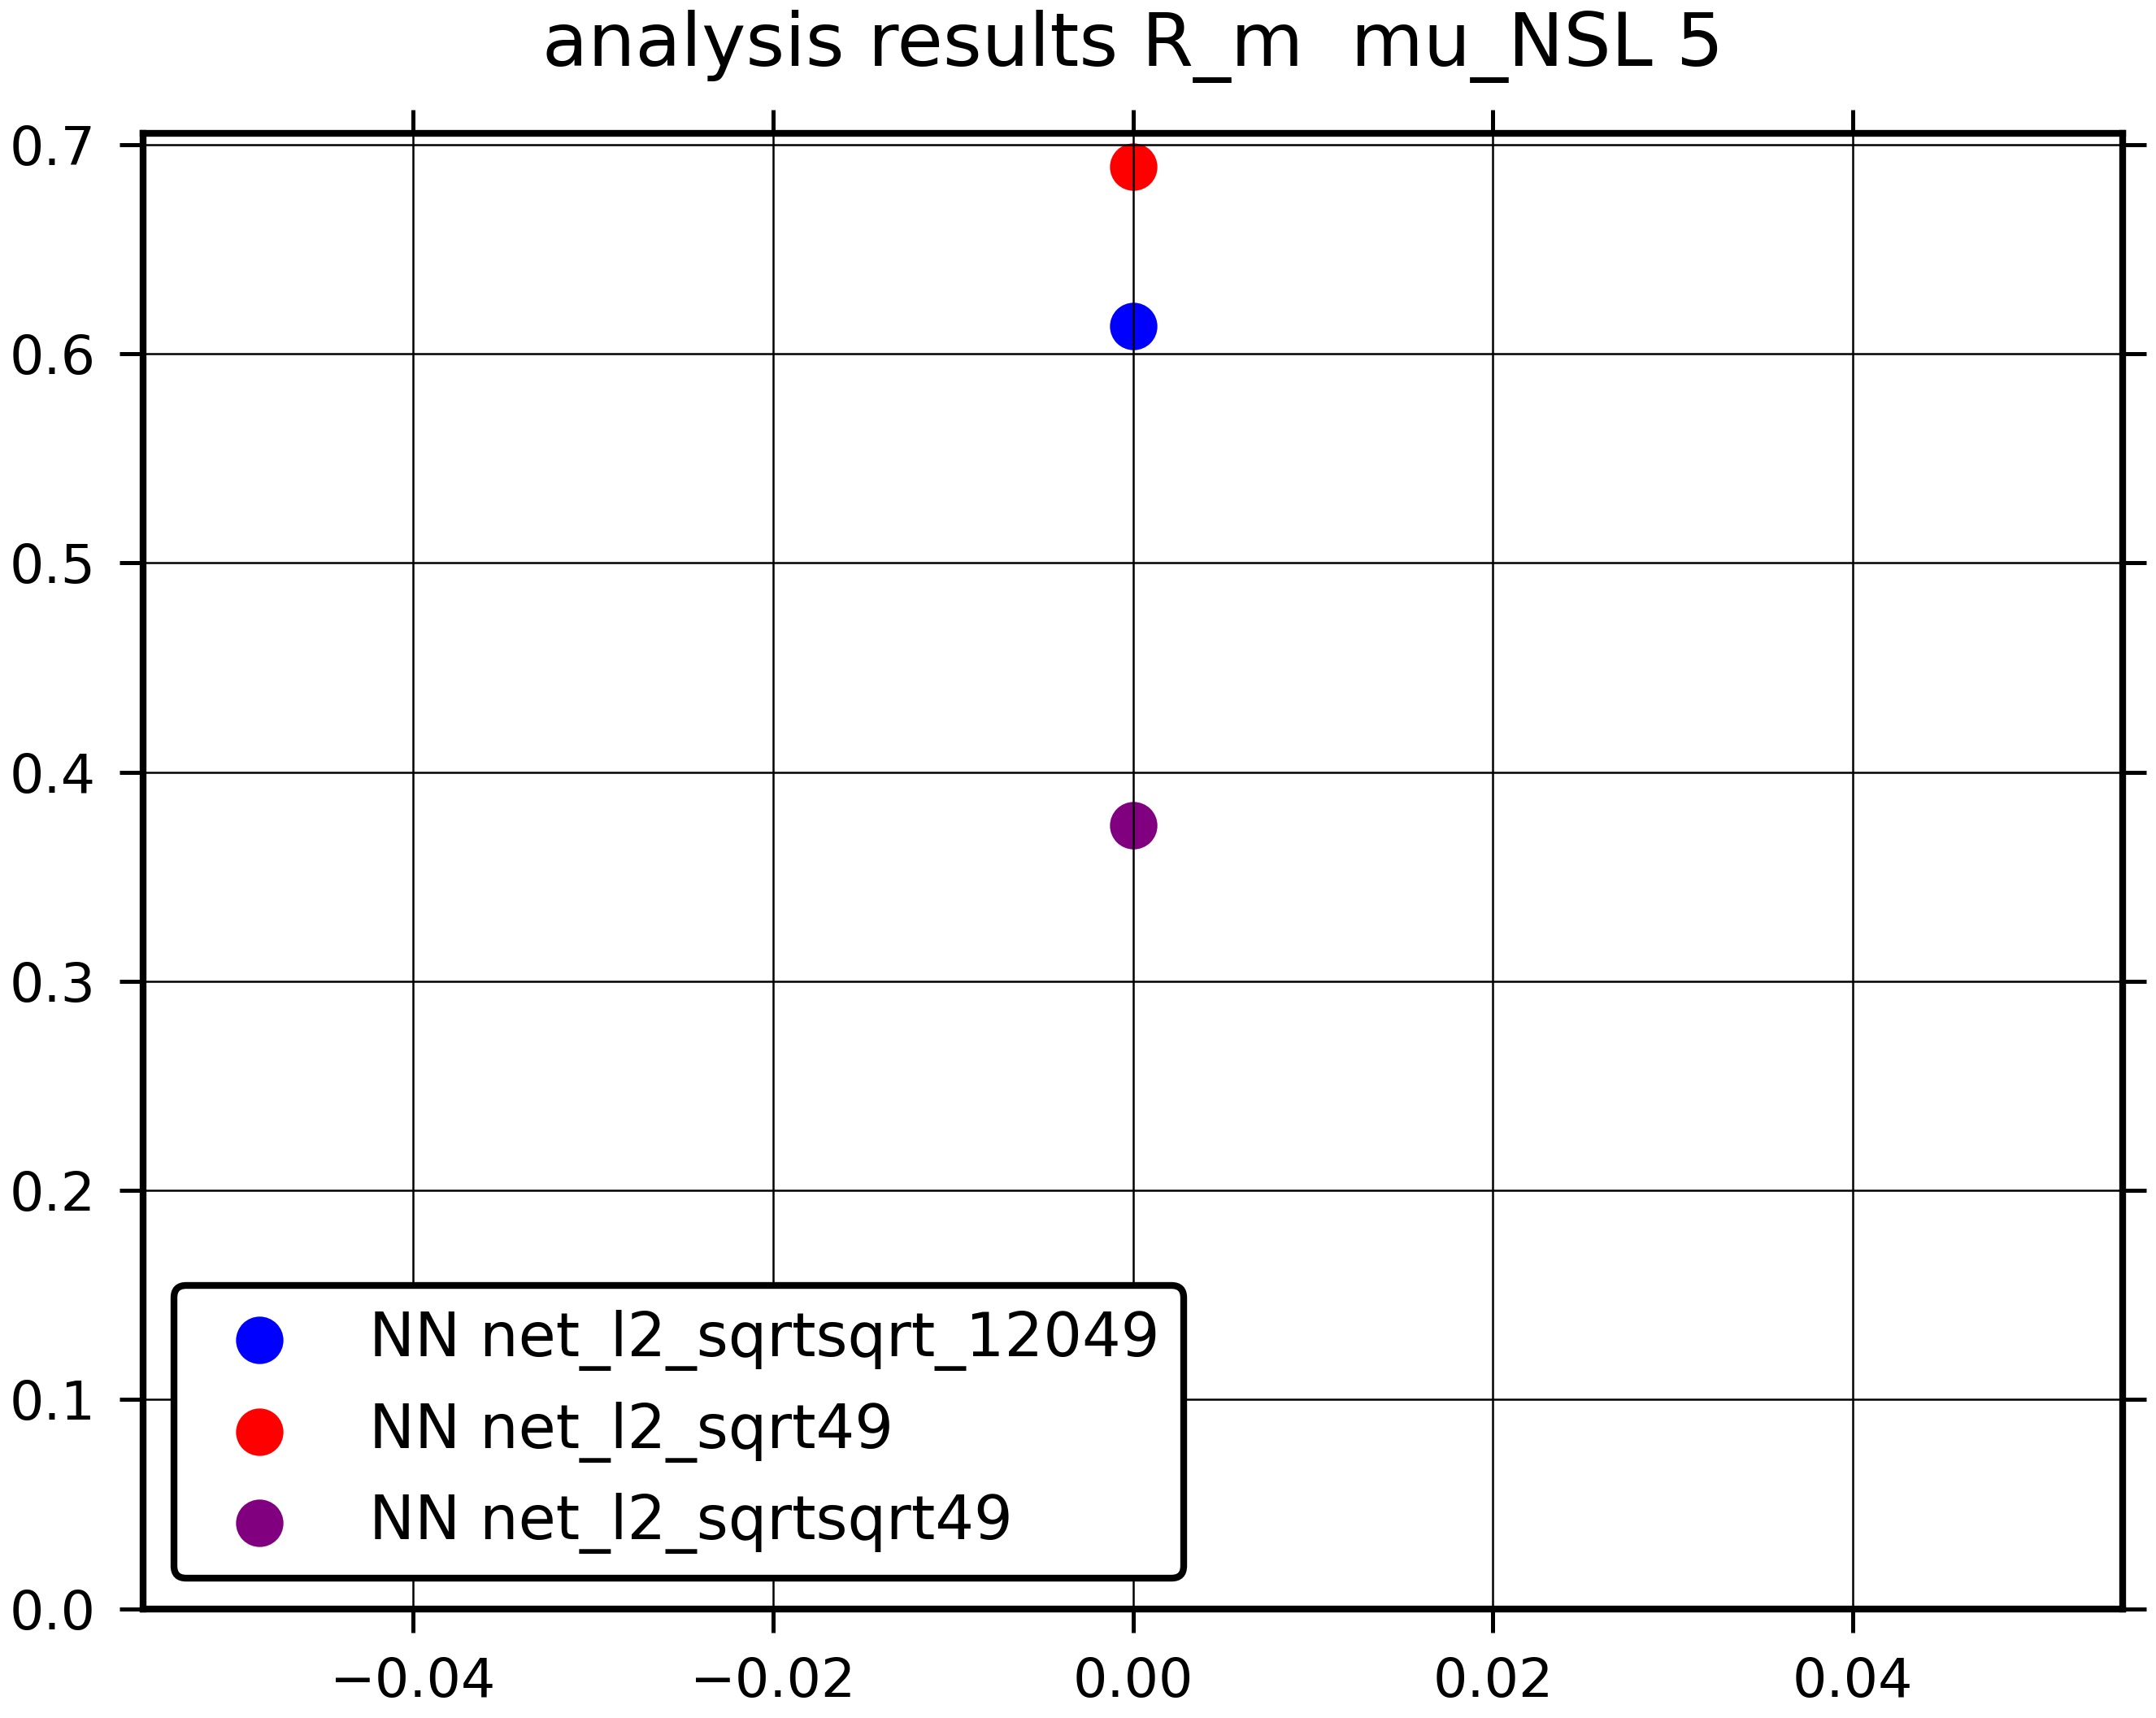 analysis results R_m  mu_NSL 5
0.7
0.6
0.5
0.4
0.3
0.2
0.1
0.0
NN net_l2_sqrtsqrt_12049
NN net_l2_sqrt49
NN net_l2_sqrtsqrt49
−0.04 −0.02 0.00 0.02 0.04